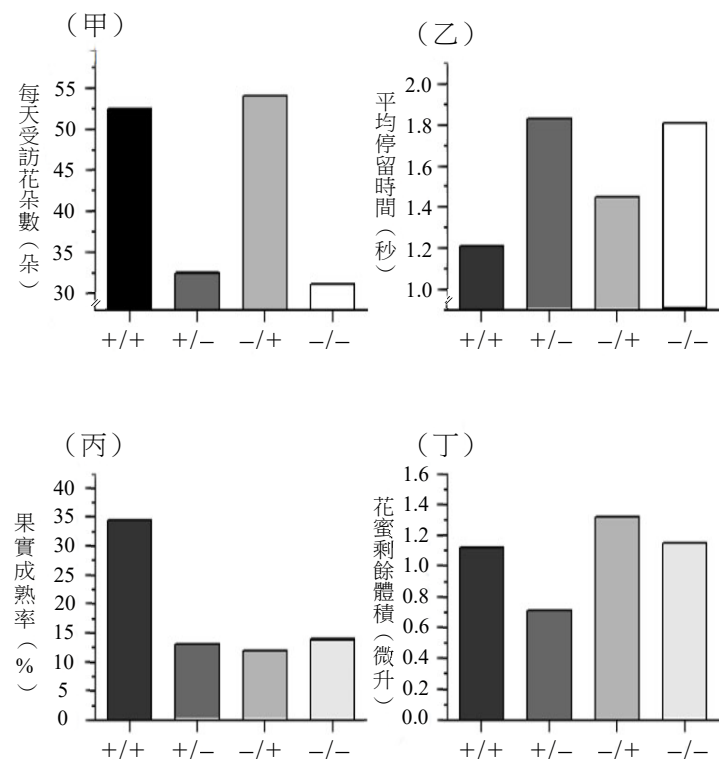 （甲）
每天受訪花朵數（朵）
55
50
45
40
35
30
+/+ +/− −/+ −/−
（乙）
平均停留時間（秒）
2.0
1.8
1.6
1.4
1.2
1.0
+/+ +/− −/+ −/−
（丙）
果實成熟率（%）
40
35
30
25
20
15
10
5
0
+/+ +/− −/+ −/−
（丁）
花蜜剩餘體積（微升）
1.6
1.4
1.2
1.0
0.8
0.6
0.4
0.2
0.0
+/+ +/− −/+ −/−